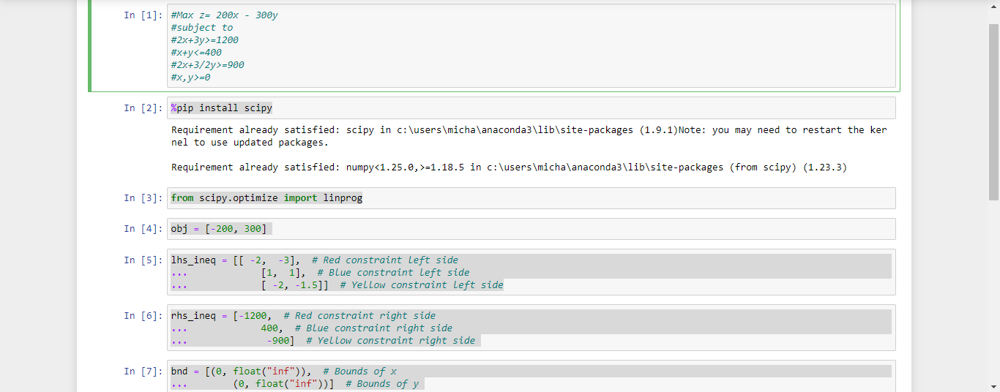 In [1]: #Max z= 200x - 300y
#subject to
#2x+3y>=1200
#x+y<=400
#2x+3/2y>=900
#x,y>=0
In [2]: %pip install scipy
Requirement already satisfied: scipy in c:\users\micha\anaconda3\lib\site-packages (1.9.1)Note: you may need to restart the ker
nel to use updated packages.
Requirement already satisfied: numpy<1.25.0,>=1.18.5 in c:\users\micha\anaconda3\lib\site-packages (from scipy) (1.23.3)
In [3]: from scipy.optimize import linprog
In [4]: obj = [-200, 300]
In [5]: lhs_ineq = [[ -2,  -3],  # Red constraint left side
...             [1,  1],  # Blue constraint left side
...             [ -2, -1.5]]  # Yellow constraint left side
In [6]: rhs_ineq = [-1200,  # Red constraint right side
...             400,  # Blue constraint right side
...              -900]  # Yellow constraint right side
In [7]: bnd = [(0, float("inf")),  # Bounds of x
...        (0, float("inf"))]  # Bounds of y